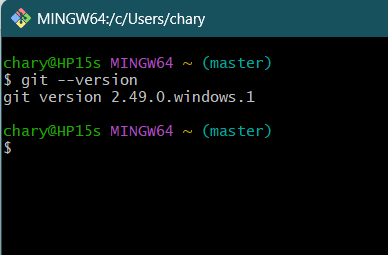 MINGW64:/c/Users/chary
chary@HP15s MINGW64 ~ (master)
$ git --version
git version 2.49.0.windows.1
chary@HP15s MINGW64 ~ (master)
$